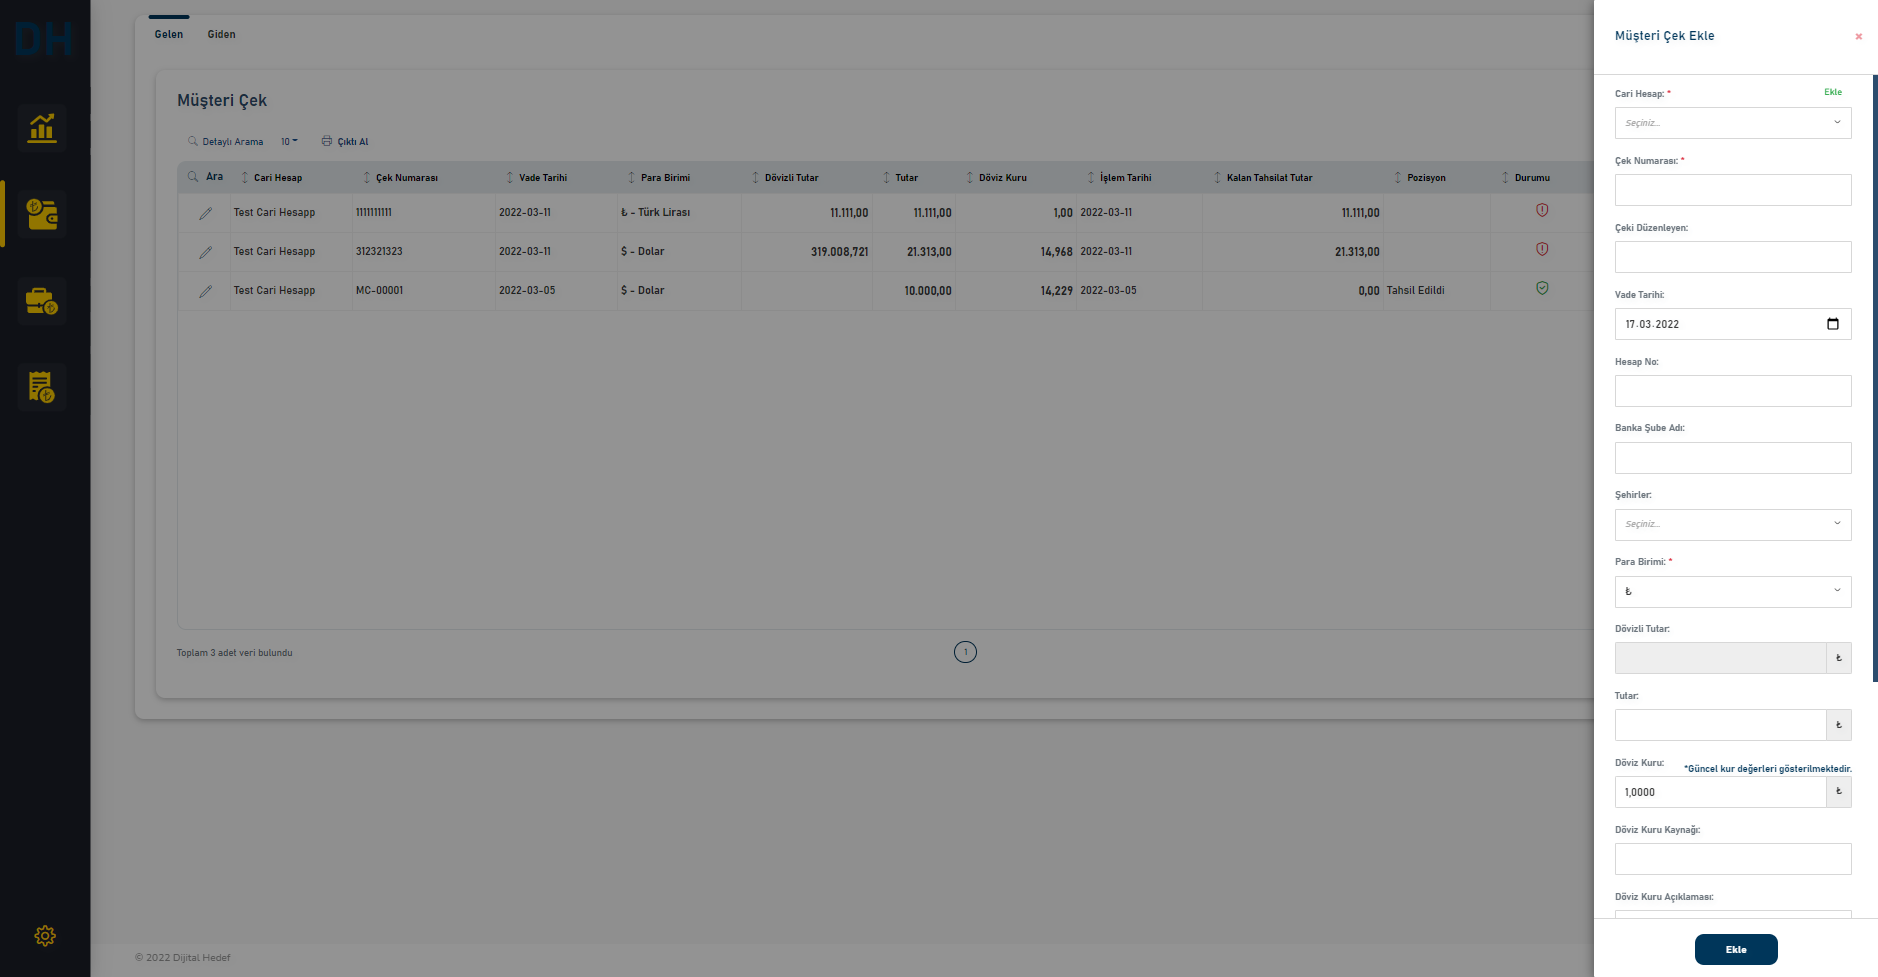 DH
Gelen Giden
Müşteri Çek
Detaylı Arama 10 Çıktı Al
Ara Cari Hesap Çek Numarası Vade Tarihi Para Birimi Dövizli Tutar Tutar Döviz Kuru İşlem Tarihi Kalan Tahsilat Tutar Pozisyon Durumu
Test Cari Hesapp 1111111111 2022-03-11 ₺ - Türk Lirası 11.111,00 11.111,00 1,00 2022-03-11 11.111,00
Test Cari Hesapp 312321323 2022-03-11 $ - Dolar 319.008,721 21.313,00 14,968 2022-03-11 21.313,00
Test Cari Hesapp MC-00001 2022-03-05 $ - Dolar 10.000,00 14,229 2022-03-05 0,00 Tahsil Edildi
Toplam 3 adet veri bulundu
1
© 2022 Dijital Hedef
Müşteri Çek Ekle ×
Cari Hesap: * Ekle
Seçiniz...
Çek Numarası: *
Çeki Düzenleyen:
Vade Tarihi:
17.03.2022
Hesap No:
Banka Şube Adı:
Şehirler:
Seçiniz...
Para Birimi: *
₺
Dövizli Tutar:
₺
Tutar:
₺
Döviz Kuru: *Güncel kur değerleri gösterilmektedir.
1,0000 ₺
Döviz Kuru Kaynağı:
Döviz Kuru Açıklaması:
Ekle